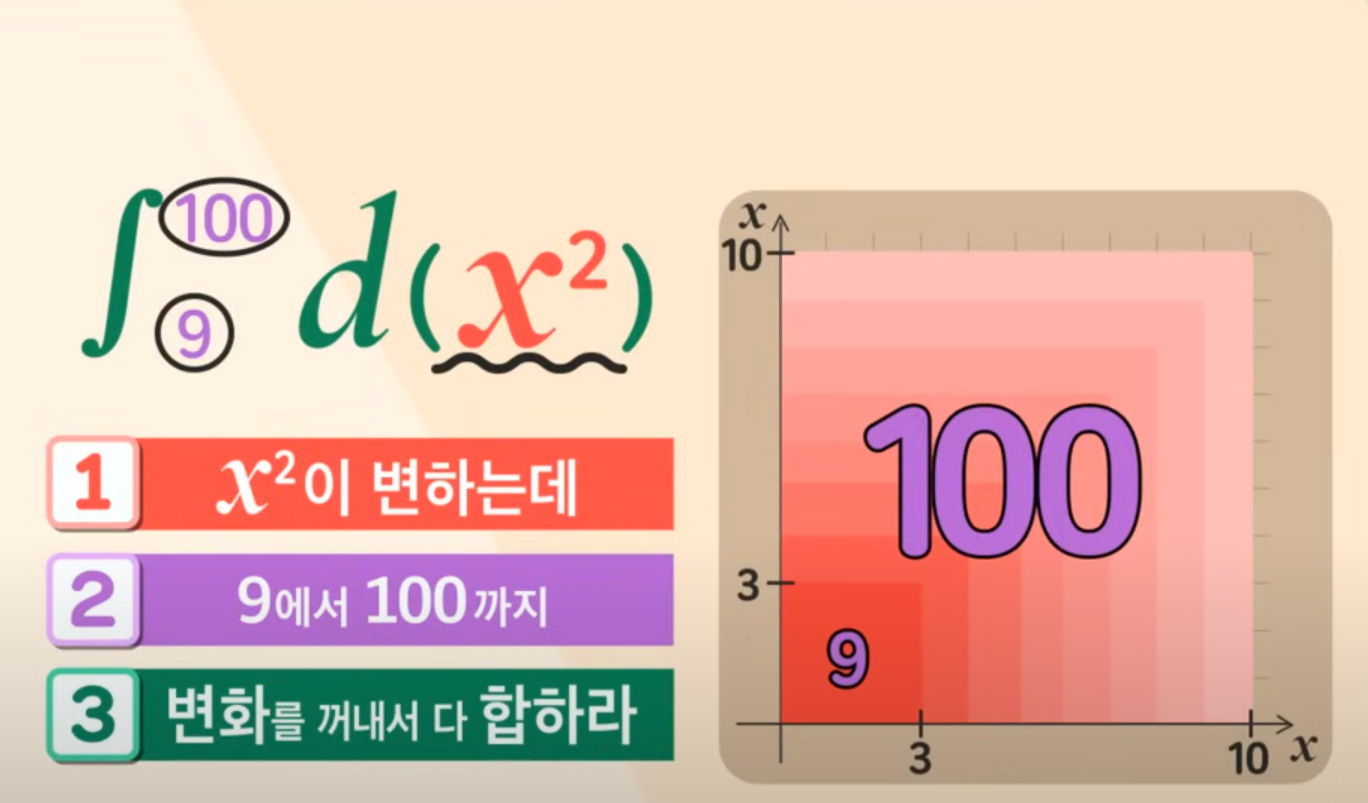 ∫₉¹⁰⁰ d(x²)
1 x²이 변하는데
2 9에서 100까지
3 변화를 꺼내서 다 합하라
x
10
100
3
9
3 10 x